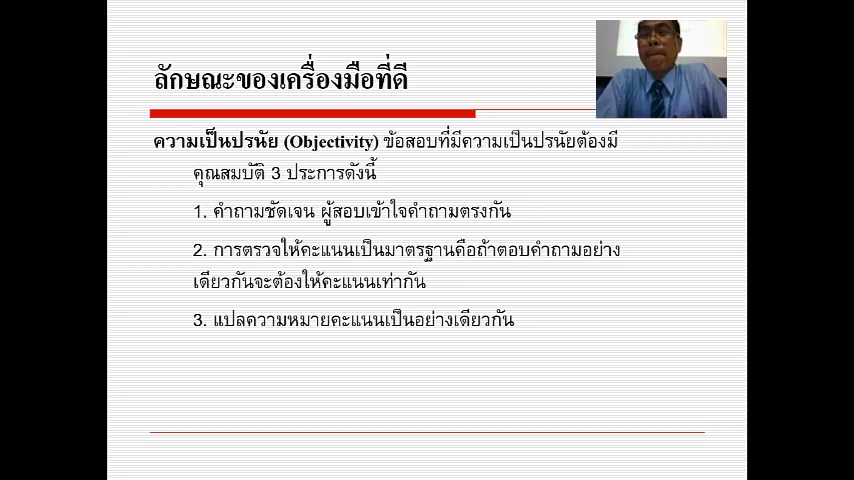 ลักษณะของเครื่องมือที่ดี
ความเป็นปรนัย (Objectivity) ข้อสอบที่มีความเป็นปรนัยต้องมี
คุณสมบัติ 3 ประการดังนี้
1. คำถามชัดเจน ผู้สอบเข้าใจคำถามตรงกัน
2. การตรวจให้คะแนนเป็นมาตรฐานคือถ้าตอบคำถามอย่าง
เดียวกันจะต้องให้คะแนนเท่ากัน
3. แปลความหมายคะแนนเป็นอย่างเดียวกัน